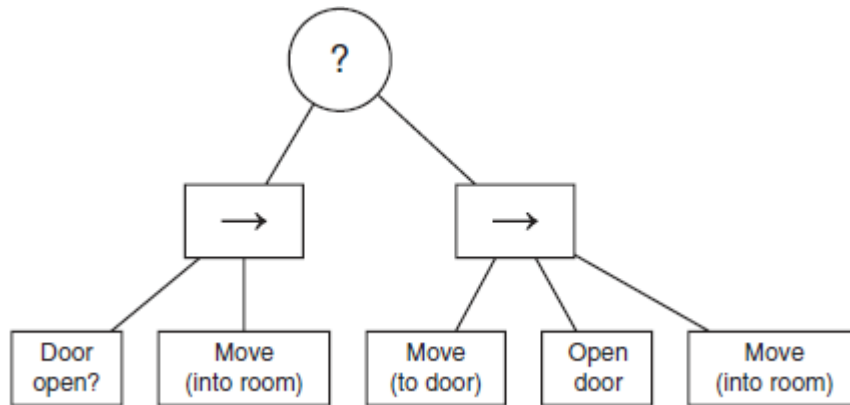 ?
→
→
Door
open?
Move
(into room)
Move
(to door)
Open
door
Move
(into room)